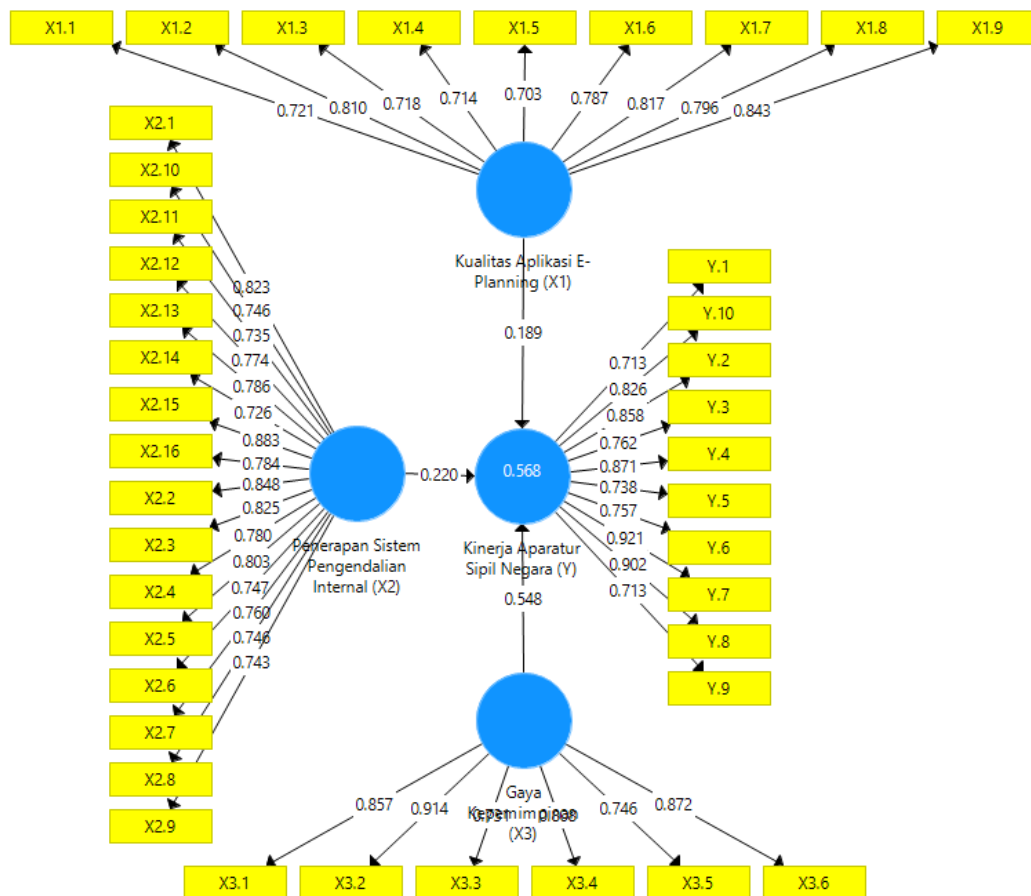 X1.1
X1.2
X1.3
X1.4
X1.5
X1.6
X1.7
X1.8
X1.9
0.721
0.810
0.718
0.714
0.703
0.787
0.817
0.796
0.843
Kualitas Aplikasi E-
Planning (X1)
0.189
X2.1
X2.10
X2.11
X2.12
X2.13
X2.14
X2.15
X2.16
X2.2
X2.3
X2.4
X2.5
X2.6
X2.7
X2.8
X2.9
0.823
0.746
0.735
0.774
0.786
0.726
0.883
0.784
0.848
0.825
0.780
0.803
0.747
0.760
0.746
0.743
Penerapan Sistem
Pengendalian
Internal (X2)
0.220
0.568
Kinerja Aparatur
Sipil Negara (Y)
0.548
0.713
0.826
0.858
0.762
0.871
0.738
0.757
0.921
0.902
0.713
Y.1
Y.10
Y.2
Y.3
Y.4
Y.5
Y.6
Y.7
Y.8
Y.9
Gaya
Kepemimpinan
(X3)
0.857
0.914
0.731
0.808
0.746
0.872
X3.1
X3.2
X3.3
X3.4
X3.5
X3.6